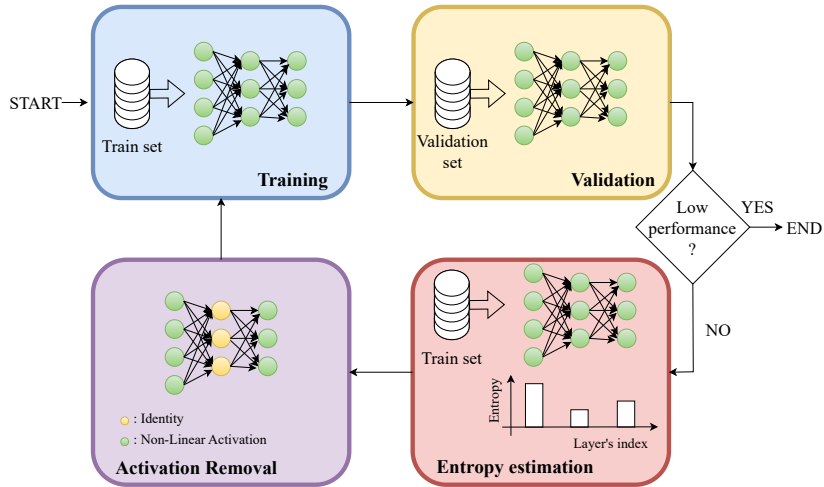 START
Train set
Training
Validation
set
Validation
Low
performance
?
YES
END
NO
Train set
Entropy
Layer's index
Entropy estimation
: Identity
: Non-Linear Activation
Activation Removal